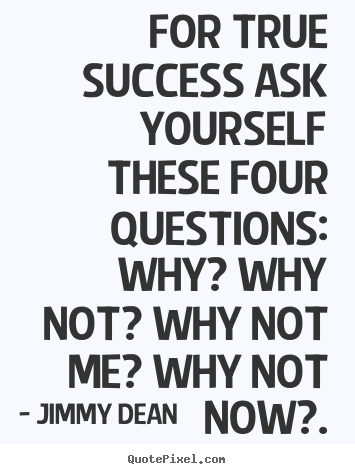 FOR TRUE
SUCCESS ASK
YOURSELF
THESE FOUR
QUESTIONS:
WHY? WHY
NOT? WHY NOT
ME? WHY NOT
NOW?.
- JIMMY DEAN
QuotePixel.com